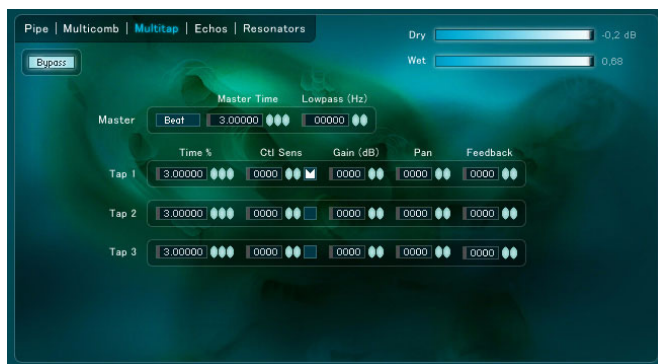 Pipe | Multicomb | Multitap | Echos | Resonators
Dry -0,2 dB
Bypass
Wet 0,68
Master Time Lowpass (Hz)
Master Beat 3.00000 00000
Time % Ctl Sens Gain (dB) Pan Feedback
Tap 1 3.00000 0000 0000 0000 0000
Tap 2 3.00000 0000 0000 0000 0000
Tap 3 3.00000 0000 0000 0000 0000